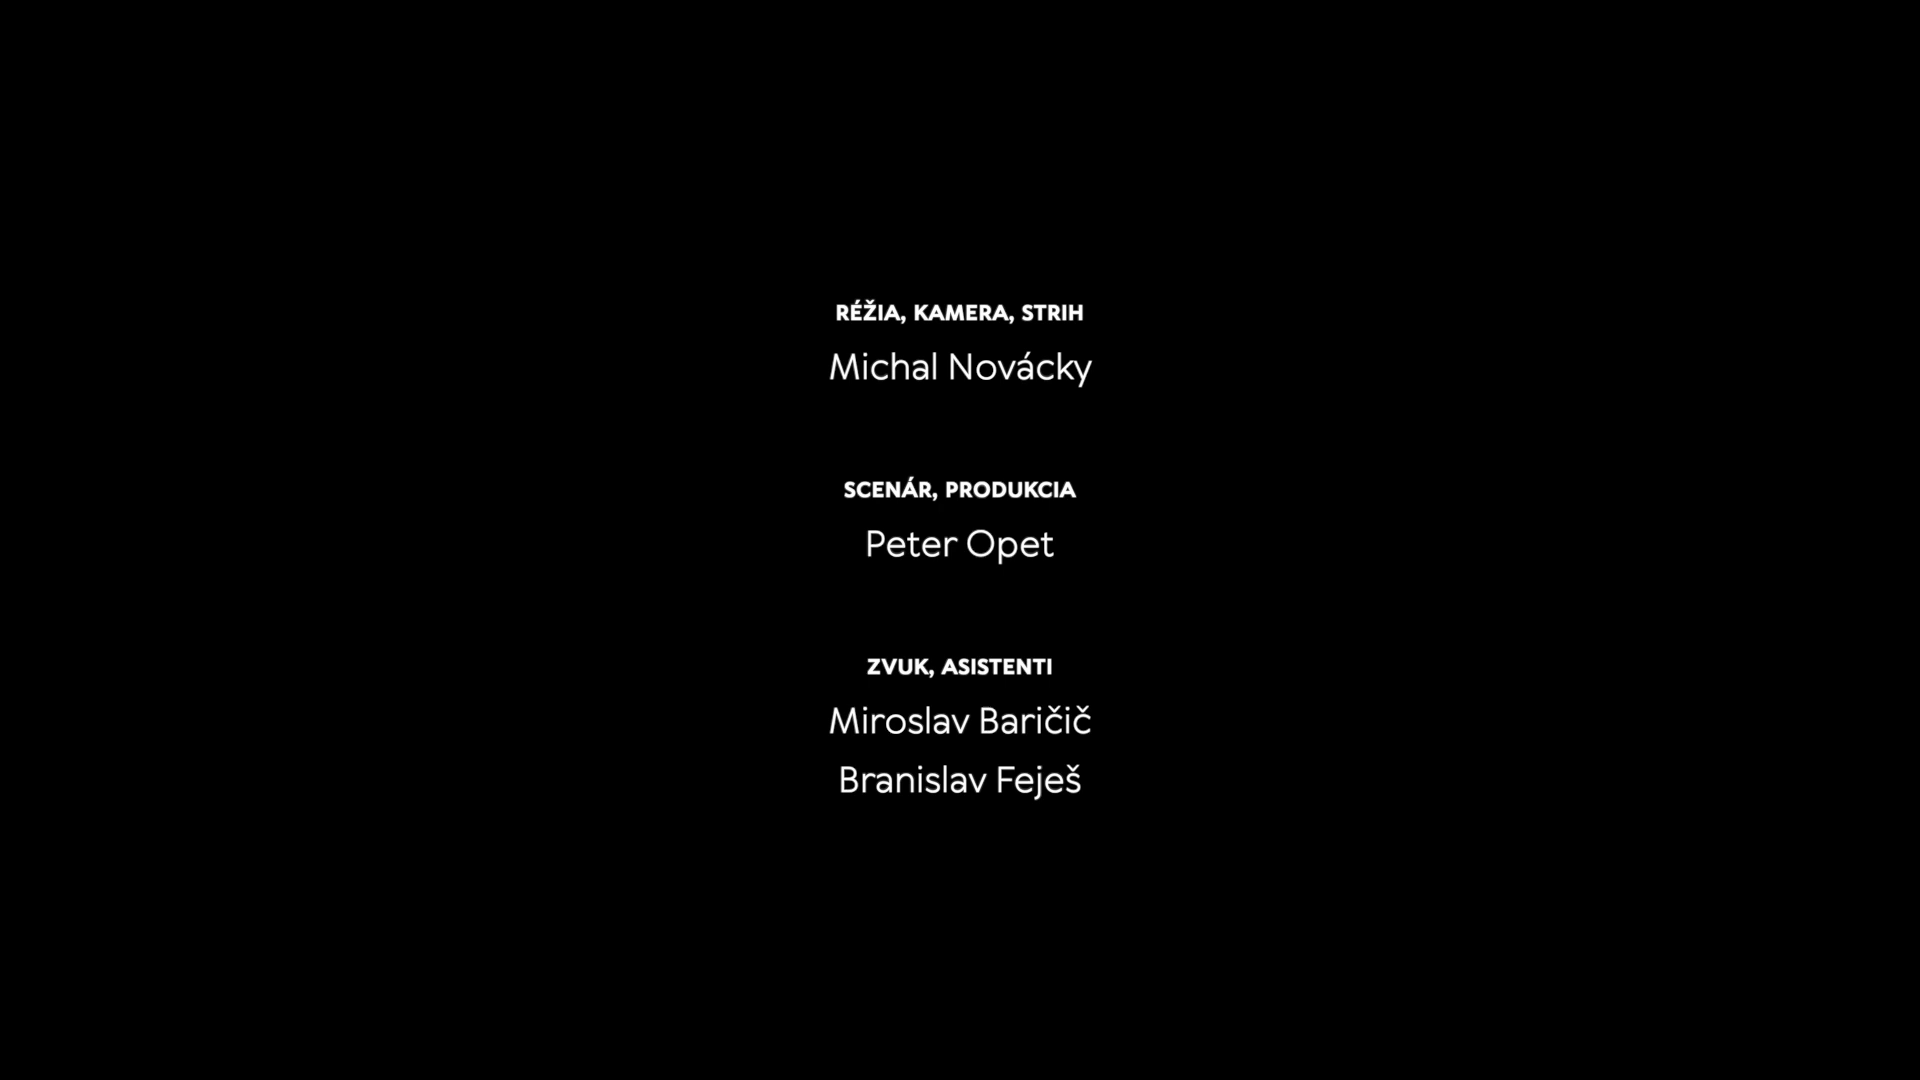 RÉŽIA, KAMERA, STRIH
Michal Novácky
SCENÁR, PRODUKCIA
Peter Opet
ZVUK, ASISTENTI
Miroslav Baričič
Branislav Feješ